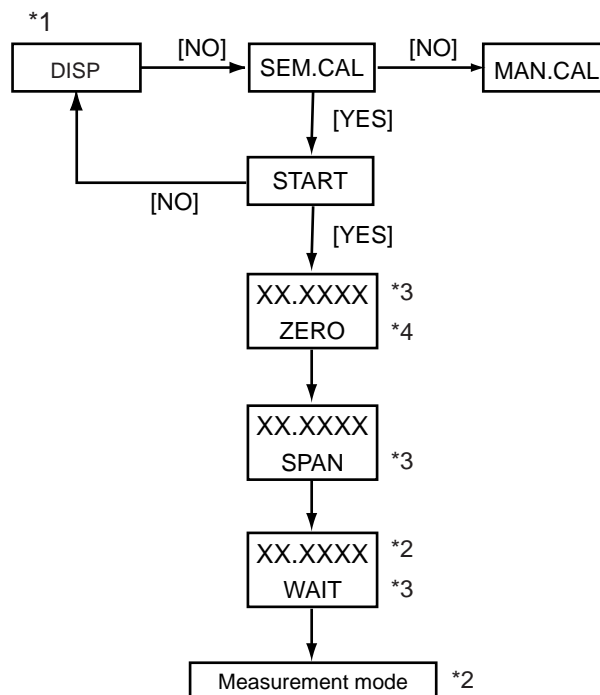 *1
DISP
[NO]
SEM.CAL
[NO]
MAN.CAL
[YES]
START
[NO]
[YES]
XX.XXXX *3
ZERO *4
XX.XXXX
SPAN *3
XX.XXXX *2
WAIT *3
Measurement mode *2